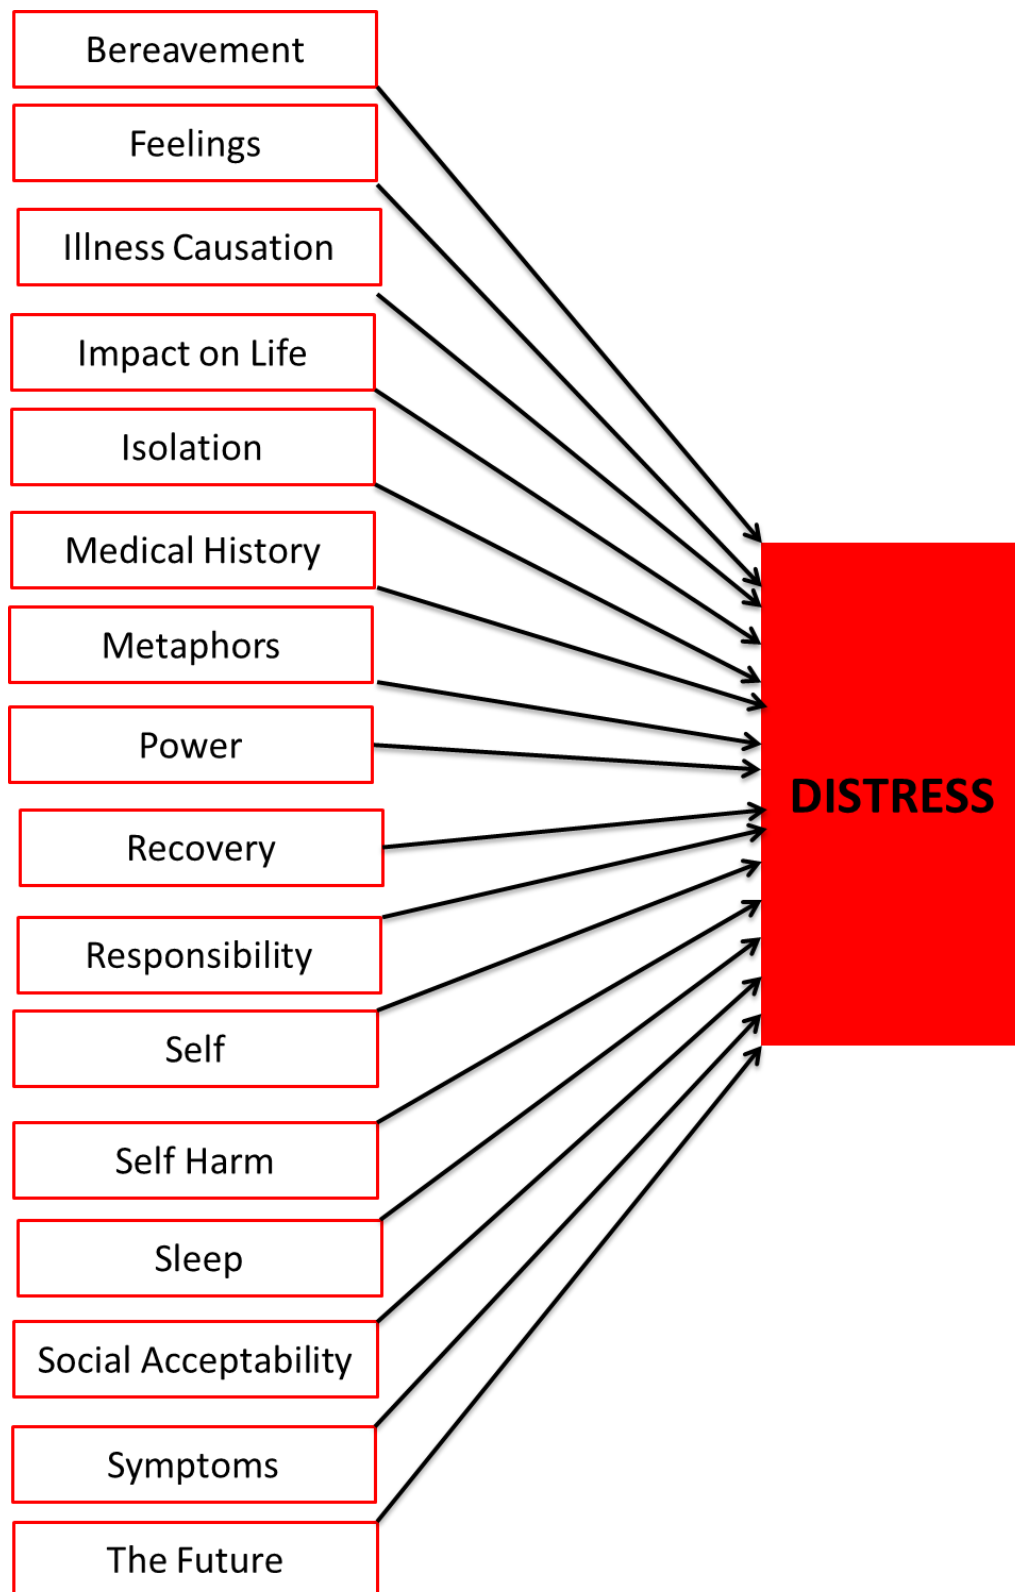 Bereavement
Feelings
Illness Causation
Impact on Life
Isolation
Medical History
Metaphors
Power
DISTRESS
Recovery
Responsibility
Self
Self Harm
Sleep
Social Acceptability
Symptoms
The Future